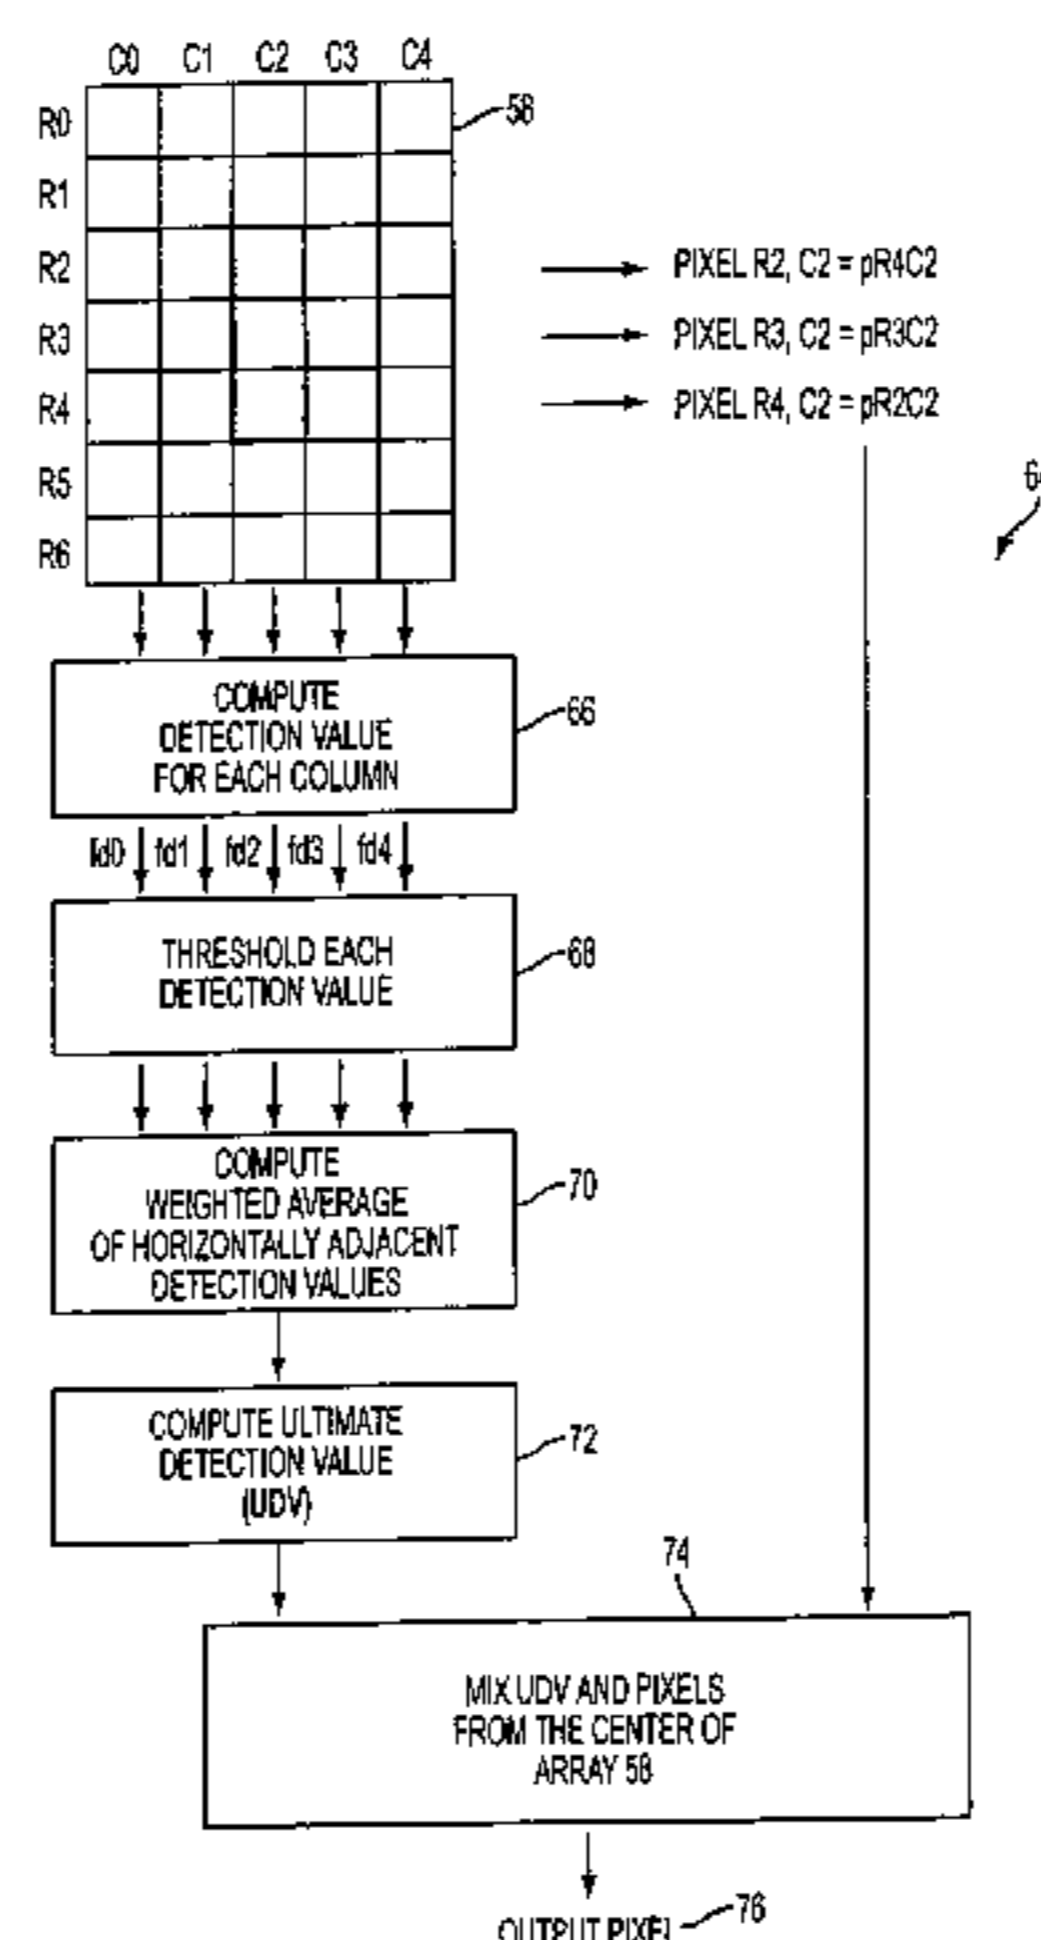 C0 C1 C2 C3 C4
R0
58
R1
R2
PIXEL R2, C2 = pR4C2
R3
PIXEL R3, C2 = pR3C2
R4
PIXEL R4, C2 = pR2C2
R5
R6
COMPUTE
DETECTION VALUE
FOR EACH COLUMN
66
fd0 fd1 fd2 fd3 fd4
THRESHOLD EACH
DETECTION VALUE
68
COMPUTE
WEIGHTED AVERAGE
OF HORIZONTALLY ADJACENT
DETECTION VALUES
70
COMPUTE ULTIMATE
DETECTION VALUE
(UDV)
72
74
MIX UDV AND PIXELS
FROM THE CENTER OF
ARRAY 58
OUTPUT PIXEL
76